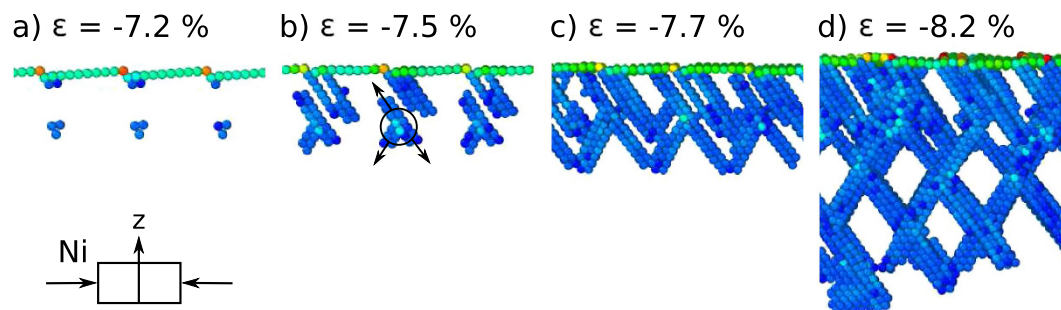 a) ε = -7.2 %
b) ε = -7.5 %
c) ε = -7.7 %
d) ε = -8.2 %
z
Ni